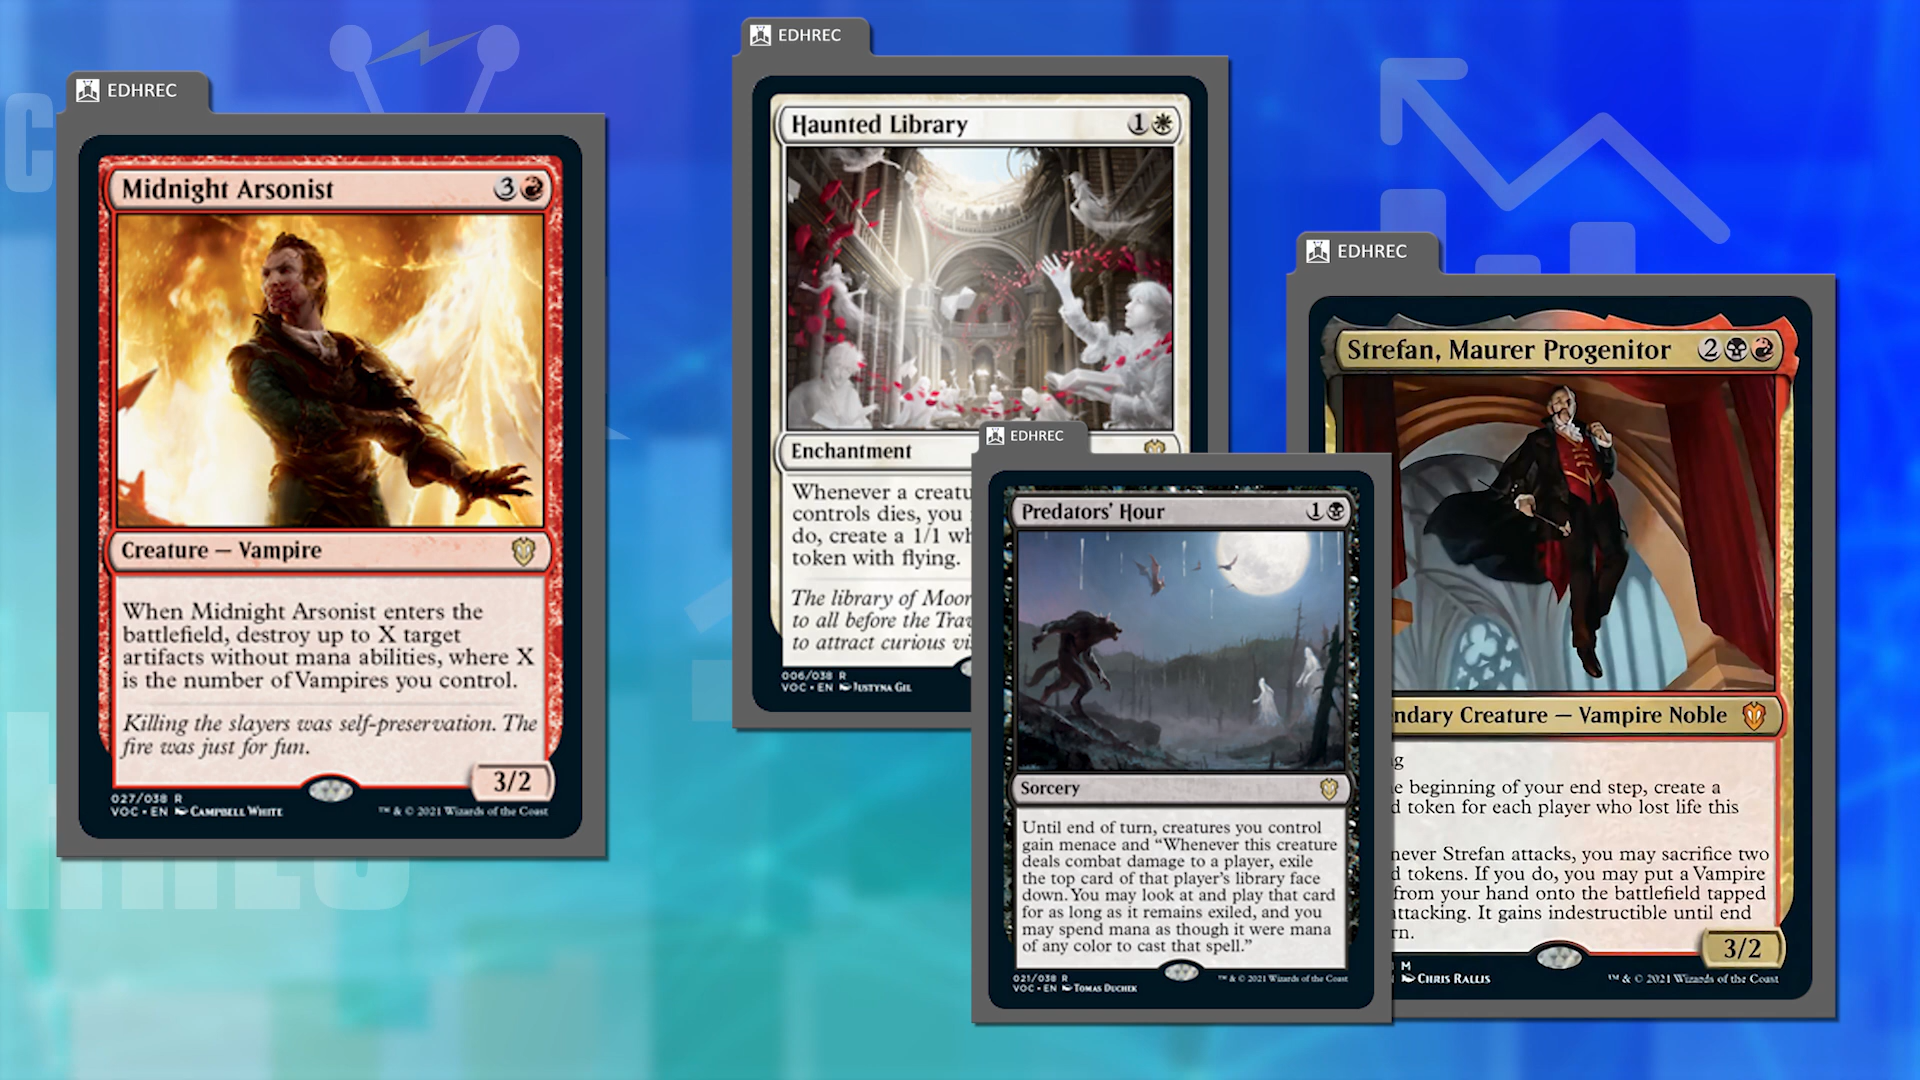 EDHREC
Midnight Arsonist 3
Creature — Vampire
When Midnight Arsonist enters the
battlefield, destroy up to X target
artifacts without mana abilities, where X
is the number of Vampires you control.
Killing the slayers was self-preservation. The
fire was just for fun.
3/2
027/038 R
VOC • EN CAMPBELL WHITE
™ & © 2021 Wizards of the Coast
EDHREC
Haunted Library 1
Enchantment
Whenever a creatu
controls dies, you
do, create a 1/1 wh
token with flying.
The library of Moor
to all before the Trav
to attract curious vi
006/038 R
VOC • EN JUSTYNA GIL
EDHREC
Predators' Hour 1
Sorcery
Until end of turn, creatures you control
gain menace and "Whenever this creature
deals combat damage to a player, exile
the top card of that player's library face
down. You may look at and play that card
for as long as it remains exiled, and you
may spend mana as though it were mana
of any color to cast that spell."
021/038 R
VOC • EN TOMAS DUCHEK
™ & © 2021 Wizards of the Coast
EDHREC
Strefan, Maurer Progenitor 2
ndary Creature — Vampire Noble
g
e beginning of your end step, create a
d token for each player who lost life this
never Strefan attacks, you may sacrifice two
d tokens. If you do, you may put a Vampire
from your hand onto the battlefield tapped
attacking. It gains indestructible until end
rn.
3/2
M
CHRIS RALLIS
™ & © 2021 Wizards of the Coast